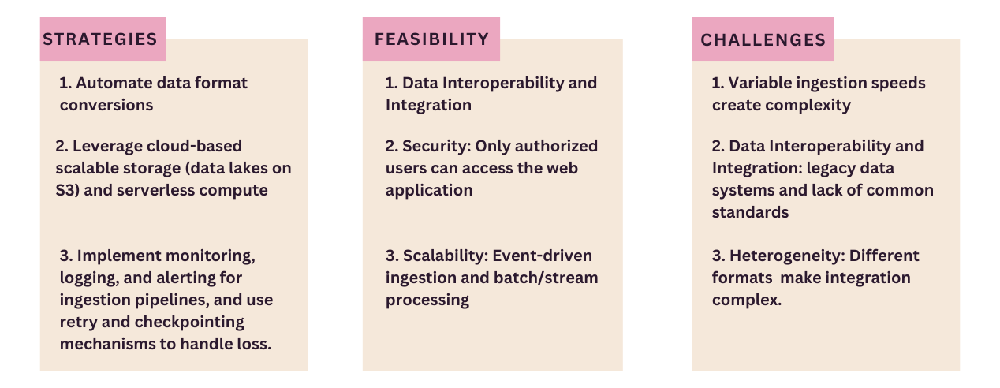 STRATEGIES
1. Automate data format
conversions
2. Leverage cloud-based
scalable storage (data lakes on
S3) and serverless compute
3. Implement monitoring,
logging, and alerting for
ingestion pipelines, and use
retry and checkpointing
mechanisms to handle loss.
FEASIBILITY
1. Data Interoperability and
Integration
2. Security: Only authorized
users can access the web
application
3. Scalability: Event-driven
ingestion and batch/stream
processing
CHALLENGES
1. Variable ingestion speeds
create complexity
2. Data Interoperability and
Integration: legacy data
systems and lack of common
standards
3. Heterogeneity: Different
formats  make integration
complex.